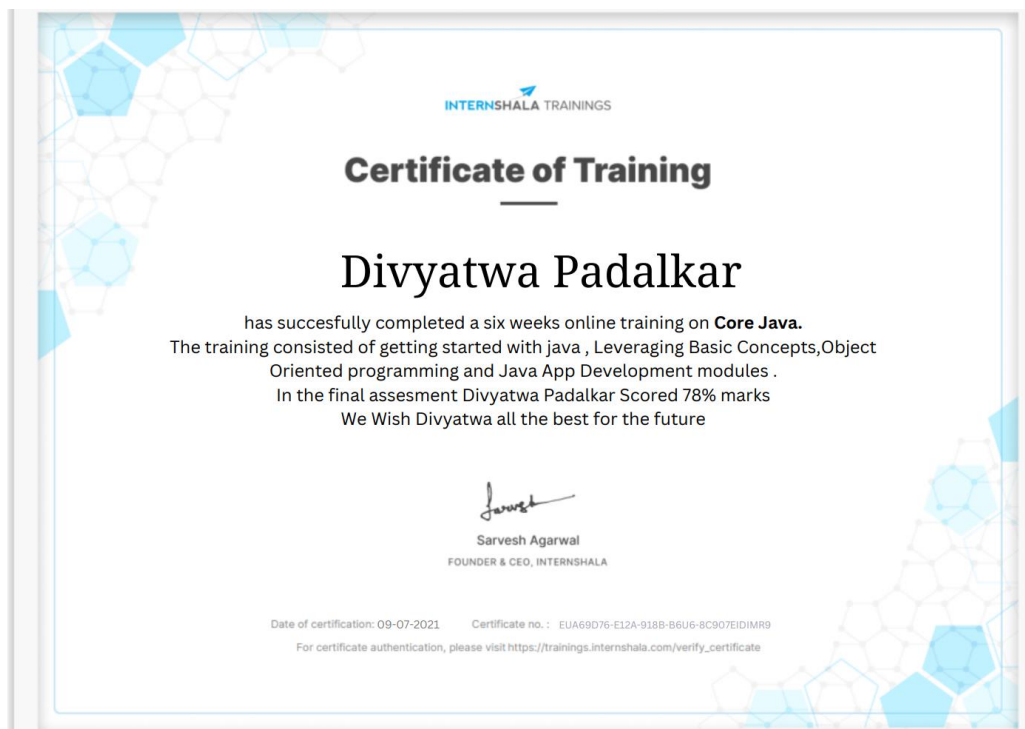 INTERNSHALA TRAININGS
Certificate of Training
Divyatwa Padalkar
has succesfully completed a six weeks online training on Core Java.
The training consisted of getting started with java , Leveraging Basic Concepts,Object
Oriented programming and Java App Development modules .
In the final assesment Divyatwa Padalkar Scored 78% marks
We Wish Divyatwa all the best for the future
Sarvesh Agarwal
FOUNDER & CEO, INTERNSHALA
Date of certification: 09-07-2021 Certificate no. : EUA69D76-E12A-918B-B6U6-8C907EIDIMR9
For certificate authentication, please visit https://trainings.internshala.com/verify_certificate